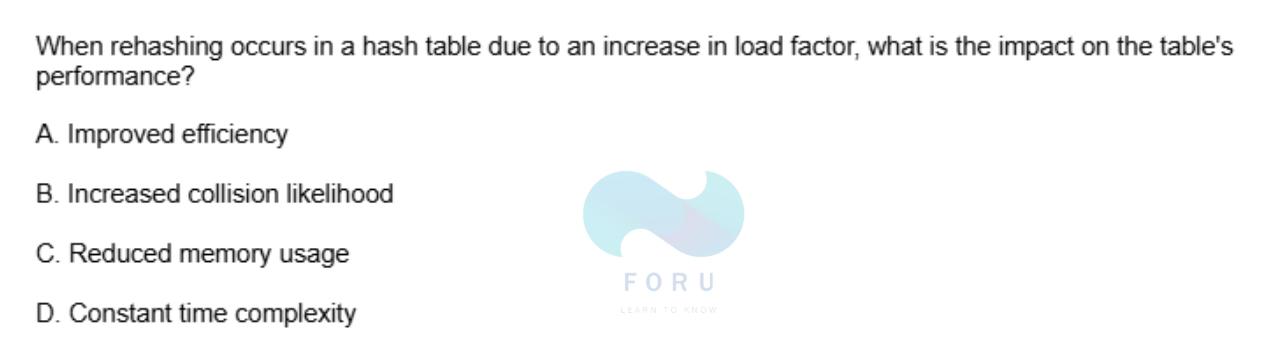 When rehashing occurs in a hash table due to an increase in load factor, what is the impact on the table's
performance?
A. Improved efficiency
B. Increased collision likelihood
C. Reduced memory usage
D. Constant time complexity
FORU
LEARN TO KNOW